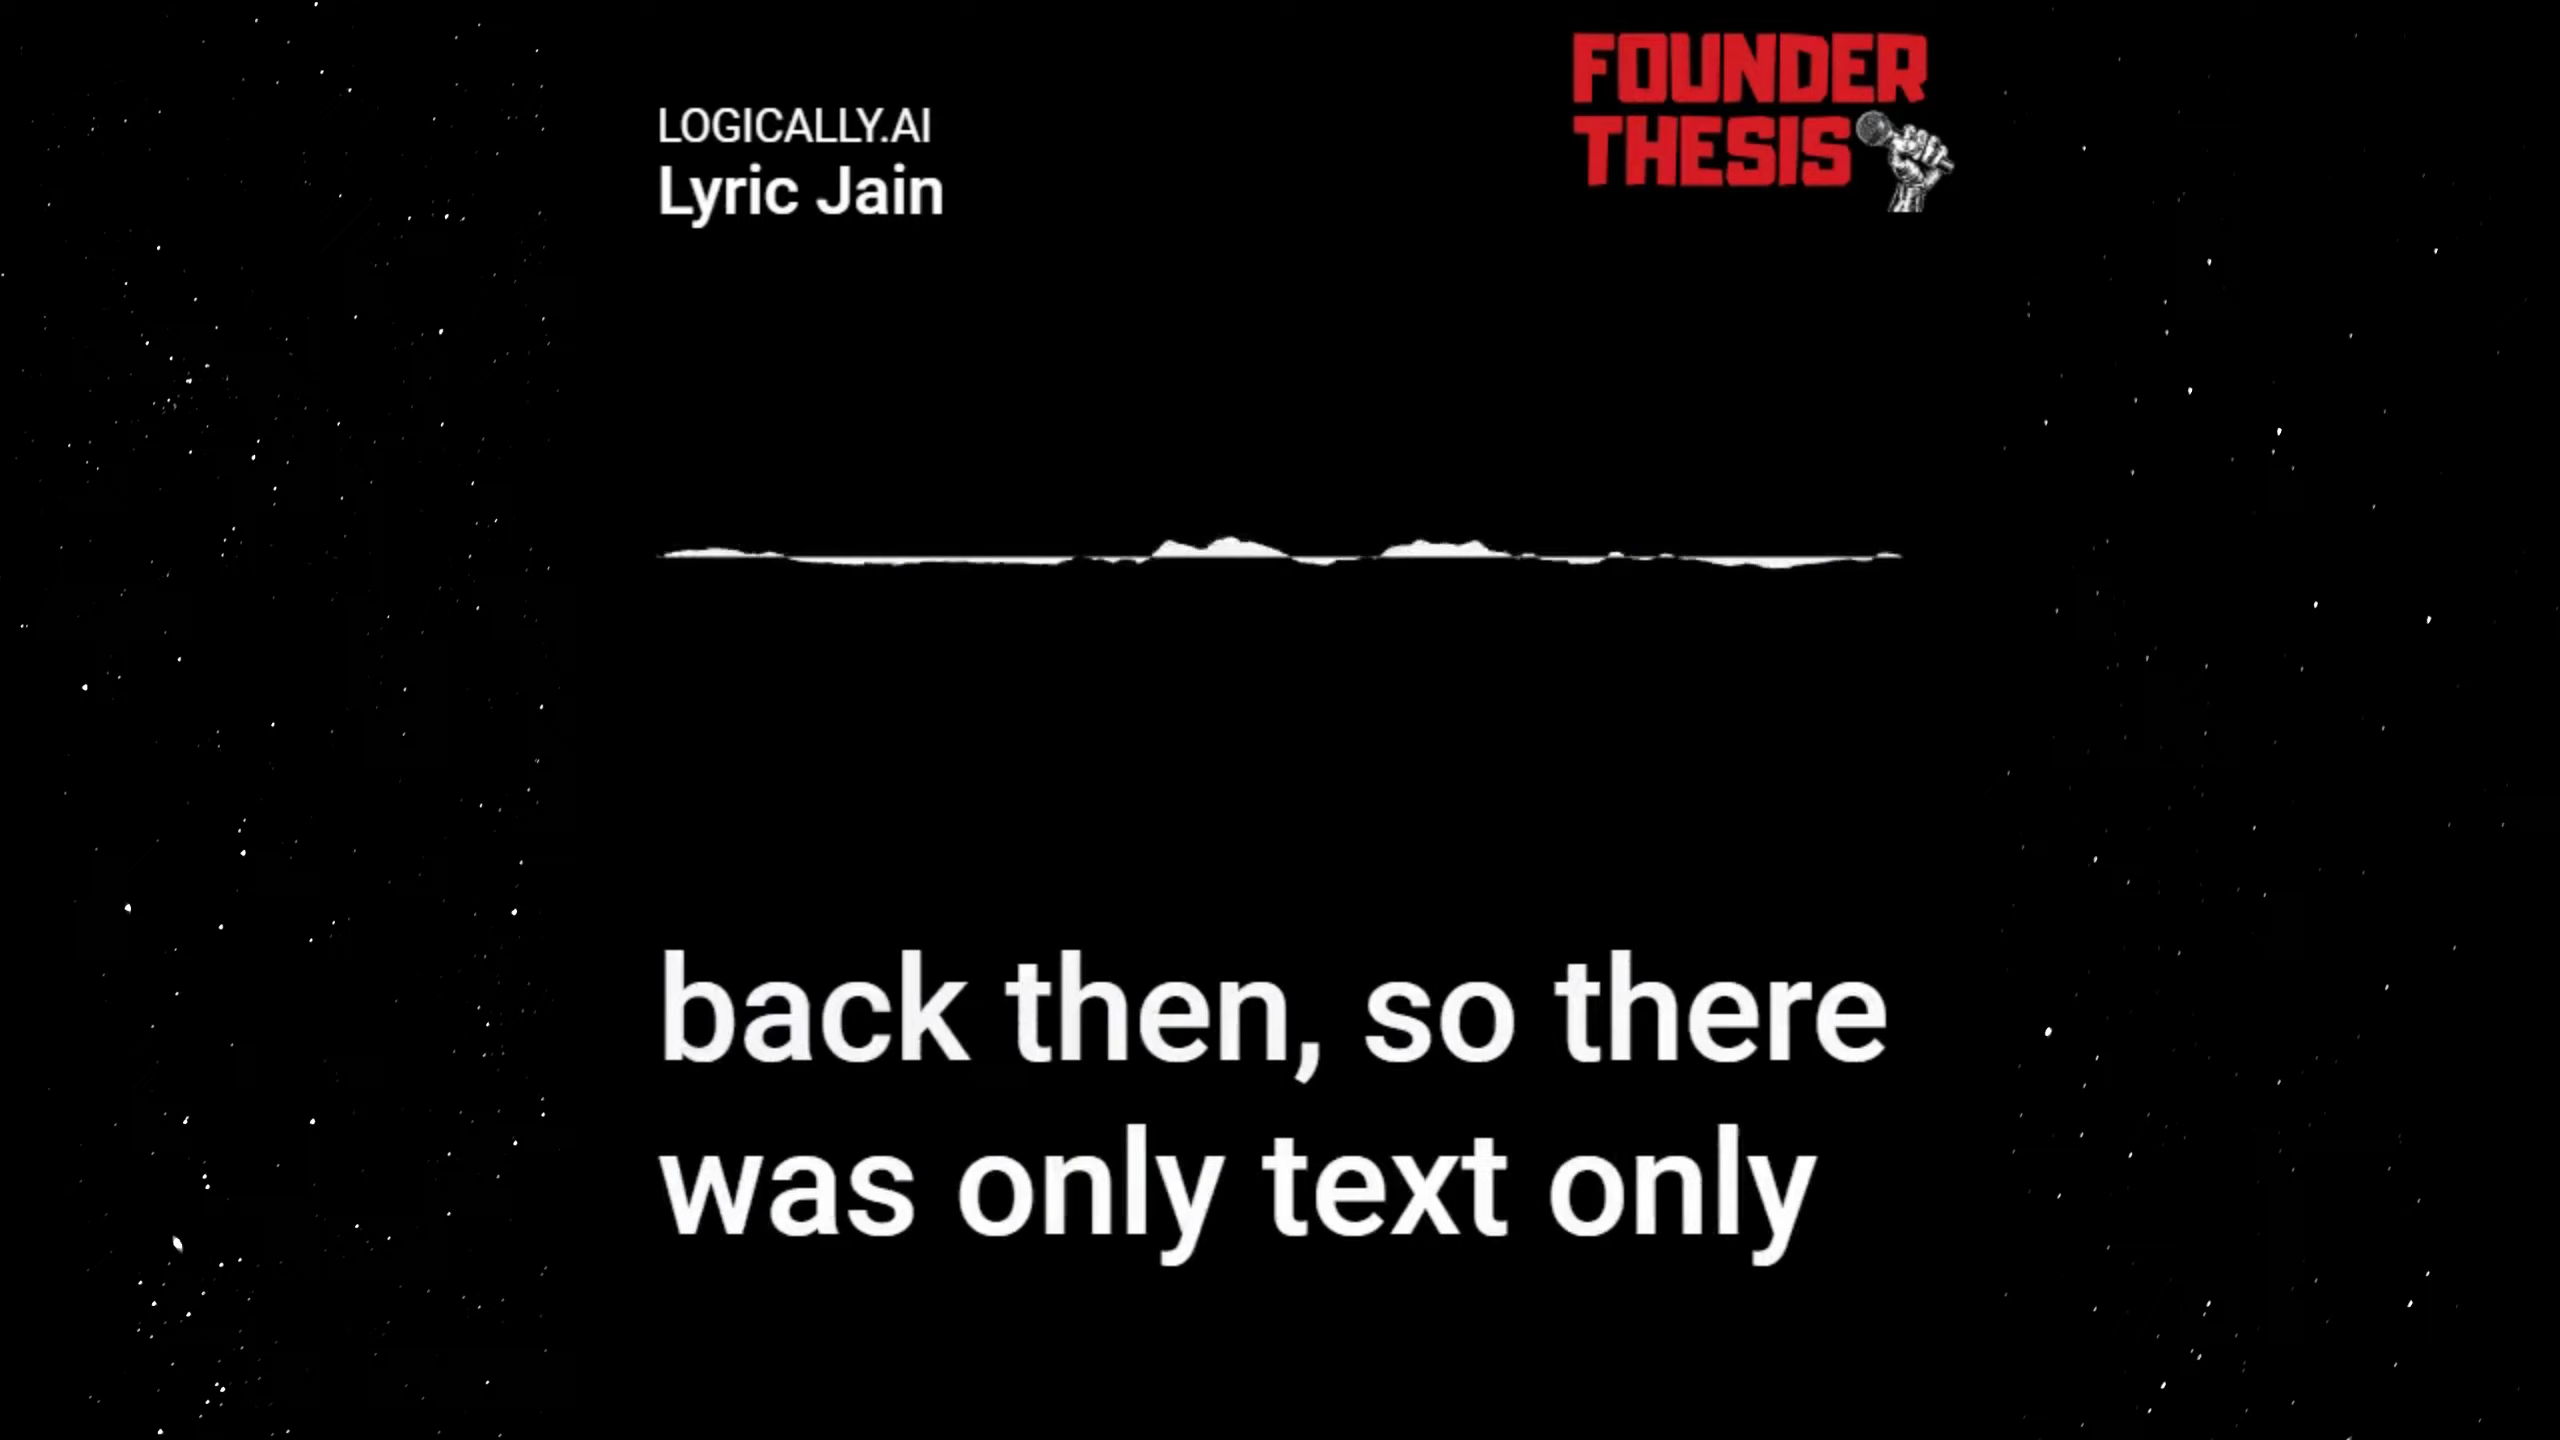 LOGICALLY.AI
Lyric Jain
FOUNDER
THESIS
back then, so there
was only text only